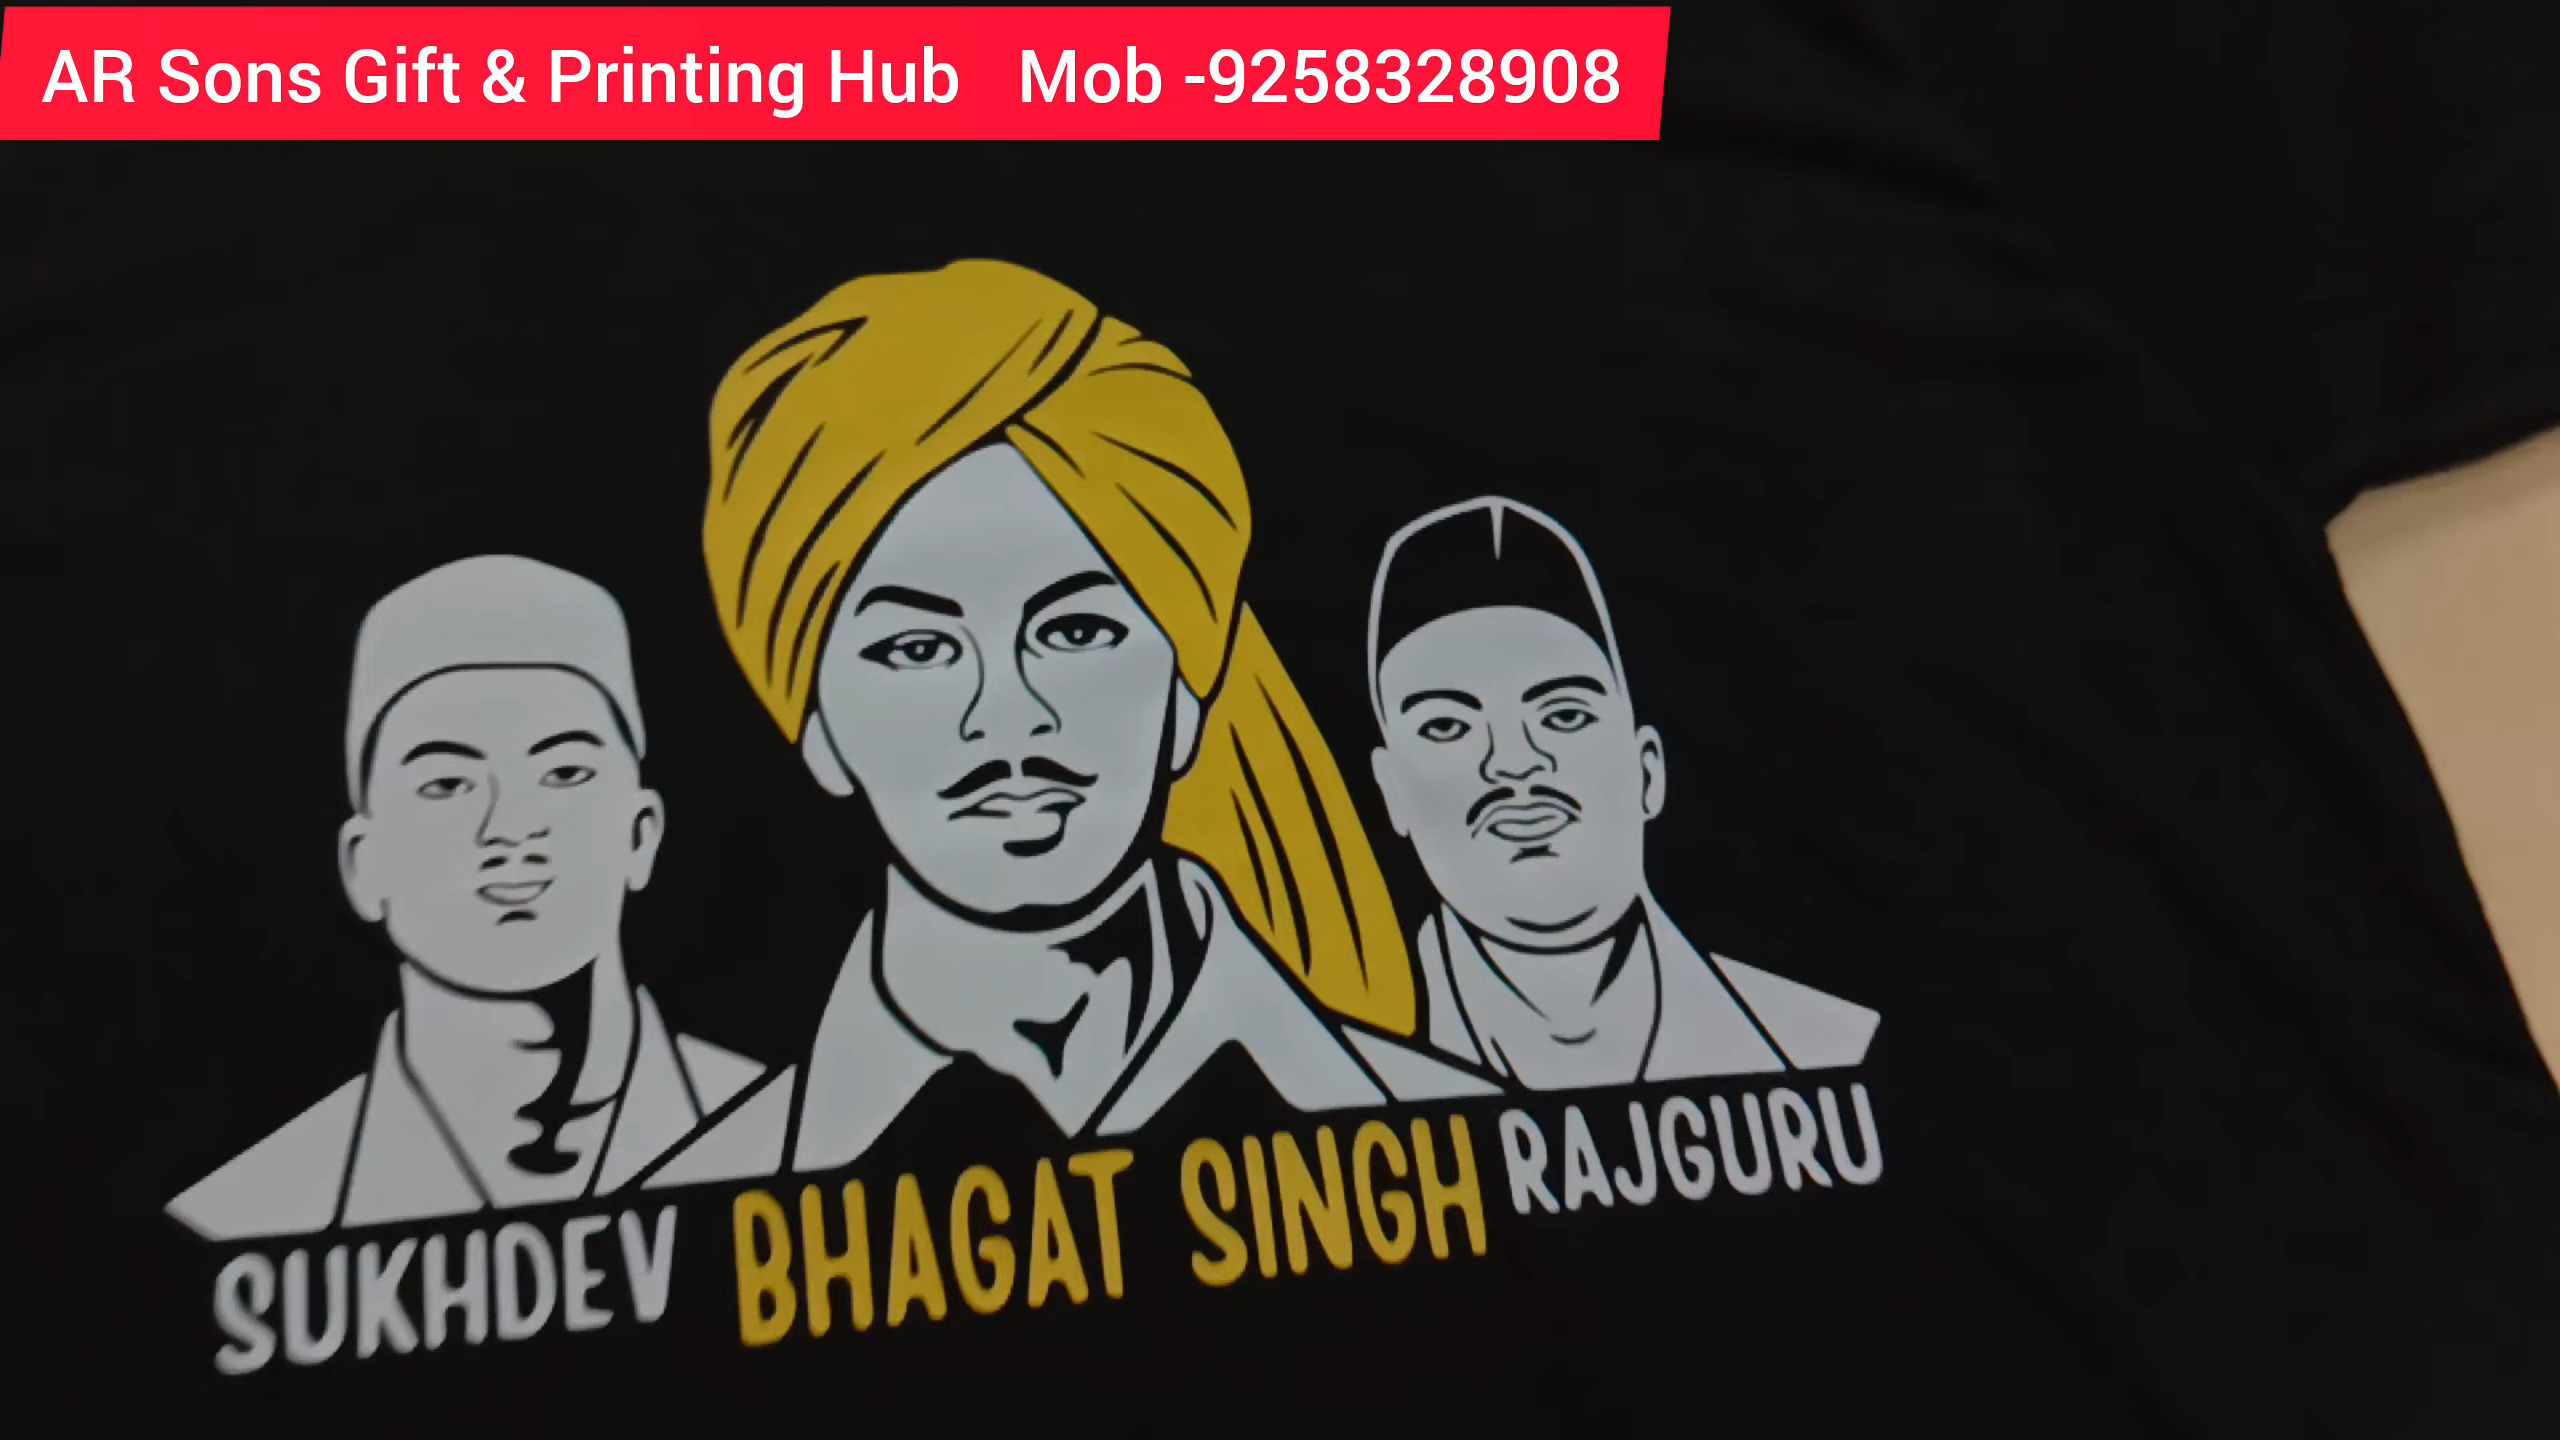 AR Sons Gift & Printing Hub Mob -9258328908
SUKHDEV BHAGAT SINGH RAJGURU